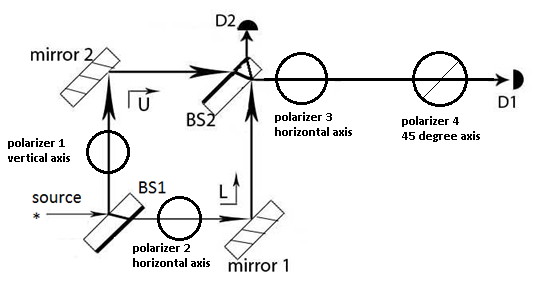 D2
mirror 2
U
BS2
polarizer 3
horizontal axis
polarizer 4
45 degree axis
D1
polarizer 1
vertical axis
source
*
BS1
L
polarizer 2
horizontal axis
mirror 1